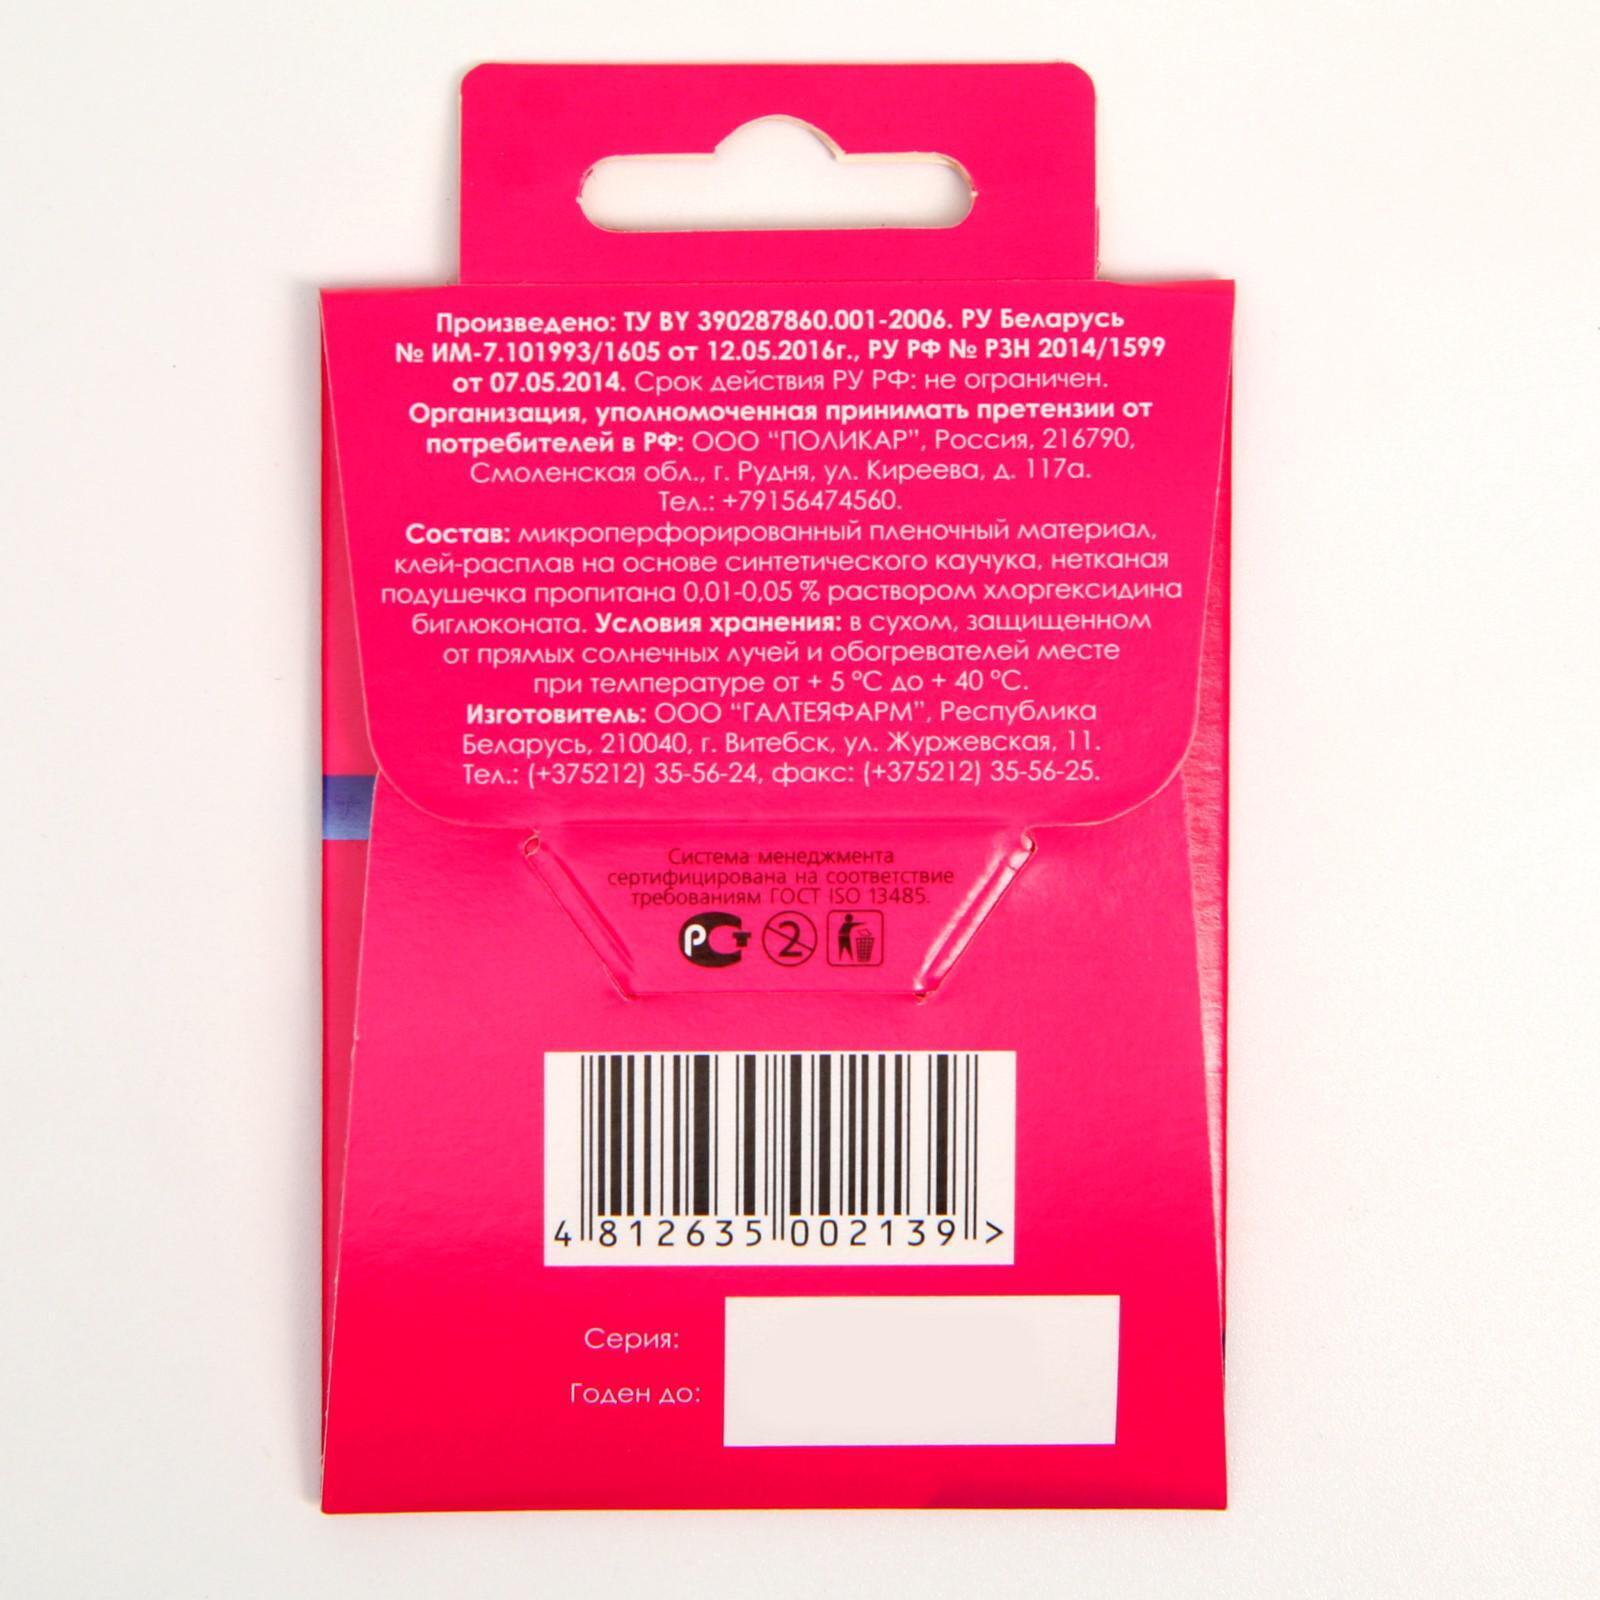 Произведено: ТУ BY 390287860.001-2006. РУ Беларусь
№ ИМ-7.101993/1605 от 12.05.2016г., РУ РФ № РЗН 2014/1599
от 07.05.2014. Срок действия РУ РФ: не ограничен.
Организация, уполномоченная принимать претензии от
потребителей в РФ: ООО “ПОЛИКАР”, Россия, 216790,
Смоленская обл., г. Рудня, ул. Киреева, д. 117а.
Тел.: +79156474560.
Состав: микроперфорированный пленочный материал,
клей-расплав на основе синтетического каучука, нетканая
подушечка пропитана 0,01-0,05 % раствором хлоргексидина
биглюконата. Условия хранения: в сухом, защищенном
от прямых солнечных лучей и обогревателей месте
при температуре от + 5 °С до + 40 °С.
Изготовитель: ООО “ГАЛТЕЯФАРМ”, Республика
Беларусь, 210040, г. Витебск, ул. Журжевская, 11.
Тел.: (+375212) 35-56-24, факс: (+375212) 35-56-25.
Система менеджмента
сертифицирована на соответствие
требованиям ГОСТ ISO 13485.
РСТ 2
4 812635 002139 >
Серия:
Годен до: